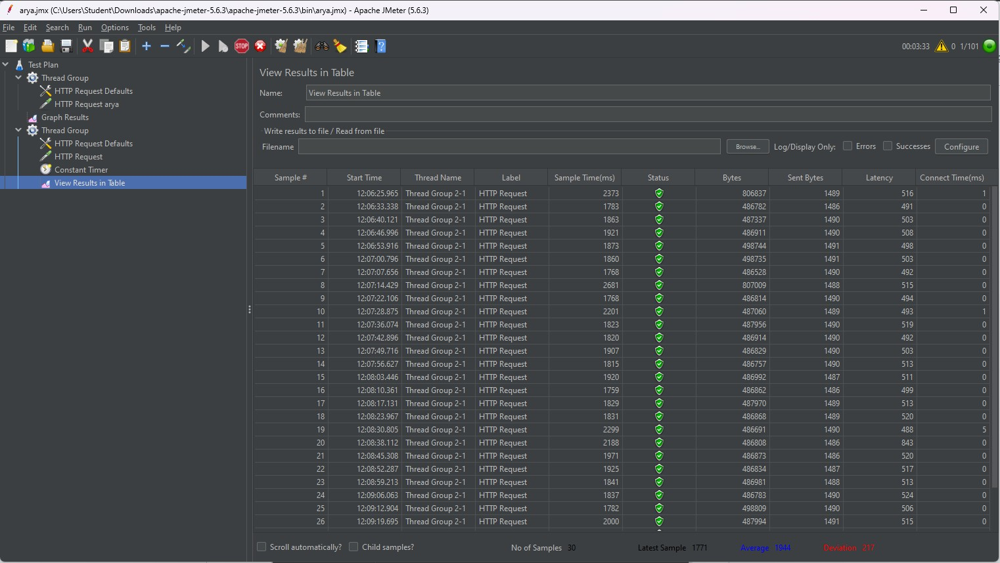 arya.jmx (C:\Users\Student\Downloads\apache-jmeter-5.6.3\apache-jmeter-5.6.3\bin\arya.jmx) - Apache JMeter (5.6.3)
File Edit Search Run Options Tools Help
STOP 00:03:33 0 1/101
Test Plan
Thread Group
HTTP Request Defaults
HTTP Request arya
Graph Results
Thread Group
HTTP Request Defaults
HTTP Request
Constant Timer
View Results in Table
View Results in Table
Name: View Results in Table
Comments:
Write results to file / Read from file
Filename Browse... Log/Display Only: Errors Successes Configure
Sample # Start Time Thread Name Label Sample Time(ms) Status Bytes Sent Bytes Latency Connect Time(ms)
1 12:06:25.965 Thread Group 2-1 HTTP Request 2373 806837 1489 516 1
2 12:06:33.338 Thread Group 2-1 HTTP Request 1783 486782 1486 491 0
3 12:06:40.121 Thread Group 2-1 HTTP Request 1863 487337 1490 503 0
4 12:06:46.996 Thread Group 2-1 HTTP Request 1921 486911 1490 508 0
5 12:06:53.916 Thread Group 2-1 HTTP Request 1873 498744 1491 498 0
6 12:07:00.796 Thread Group 2-1 HTTP Request 1860 498735 1491 503 0
7 12:07:07.656 Thread Group 2-1 HTTP Request 1768 486528 1490 492 0
8 12:07:14.429 Thread Group 2-1 HTTP Request 2681 807009 1488 515 0
9 12:07:22.106 Thread Group 2-1 HTTP Request 1768 486814 1490 494 0
10 12:07:28.875 Thread Group 2-1 HTTP Request 2201 487060 1489 493 1
11 12:07:36.074 Thread Group 2-1 HTTP Request 1823 487956 1490 519 0
12 12:07:42.896 Thread Group 2-1 HTTP Request 1820 486914 1490 492 0
13 12:07:49.716 Thread Group 2-1 HTTP Request 1907 486829 1490 503 0
14 12:07:56.627 Thread Group 2-1 HTTP Request 1815 486757 1490 513 0
15 12:08:03.446 Thread Group 2-1 HTTP Request 1920 486992 1487 511 0
16 12:08:10.361 Thread Group 2-1 HTTP Request 1759 486862 1486 499 0
17 12:08:17.131 Thread Group 2-1 HTTP Request 1829 487970 1489 513 0
18 12:08:23.967 Thread Group 2-1 HTTP Request 1831 486868 1489 520 0
19 12:08:30.805 Thread Group 2-1 HTTP Request 2299 486691 1490 488 5
20 12:08:38.112 Thread Group 2-1 HTTP Request 2188 486808 1486 843 0
21 12:08:45.308 Thread Group 2-1 HTTP Request 1971 486873 1486 520 0
22 12:08:52.287 Thread Group 2-1 HTTP Request 1925 486834 1487 517 0
23 12:08:59.213 Thread Group 2-1 HTTP Request 1841 486981 1488 513 0
24 12:09:06.063 Thread Group 2-1 HTTP Request 1837 486783 1490 524 0
25 12:09:12.904 Thread Group 2-1 HTTP Request 1782 498809 1490 506 0
26 12:09:19.695 Thread Group 2-1 HTTP Request 2000 487994 1491 515 0
Scroll automatically? Child samples? No of Samples 30 Latest Sample 1771 Average 1944 Deviation 217